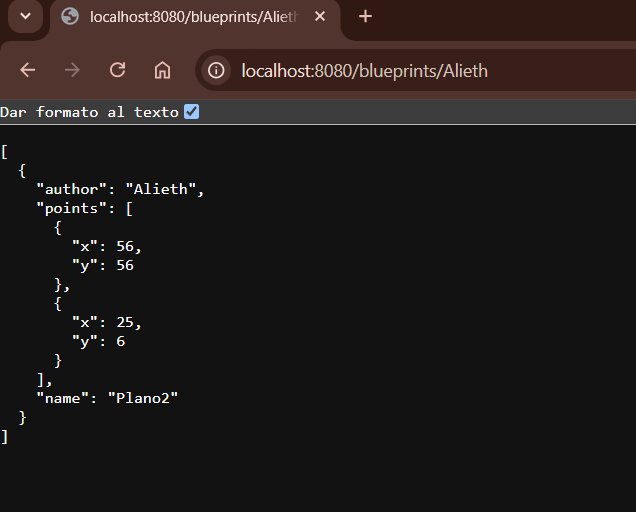 localhost:8080/blueprints/Alieth
localhost:8080/blueprints/Alieth
Dar formato al texto
[
  {
    "author": "Alieth",
    "points": [
      {
        "x": 56,
        "y": 56
      },
      {
        "x": 25,
        "y": 6
      }
    ],
    "name": "Plano2"
  }
]